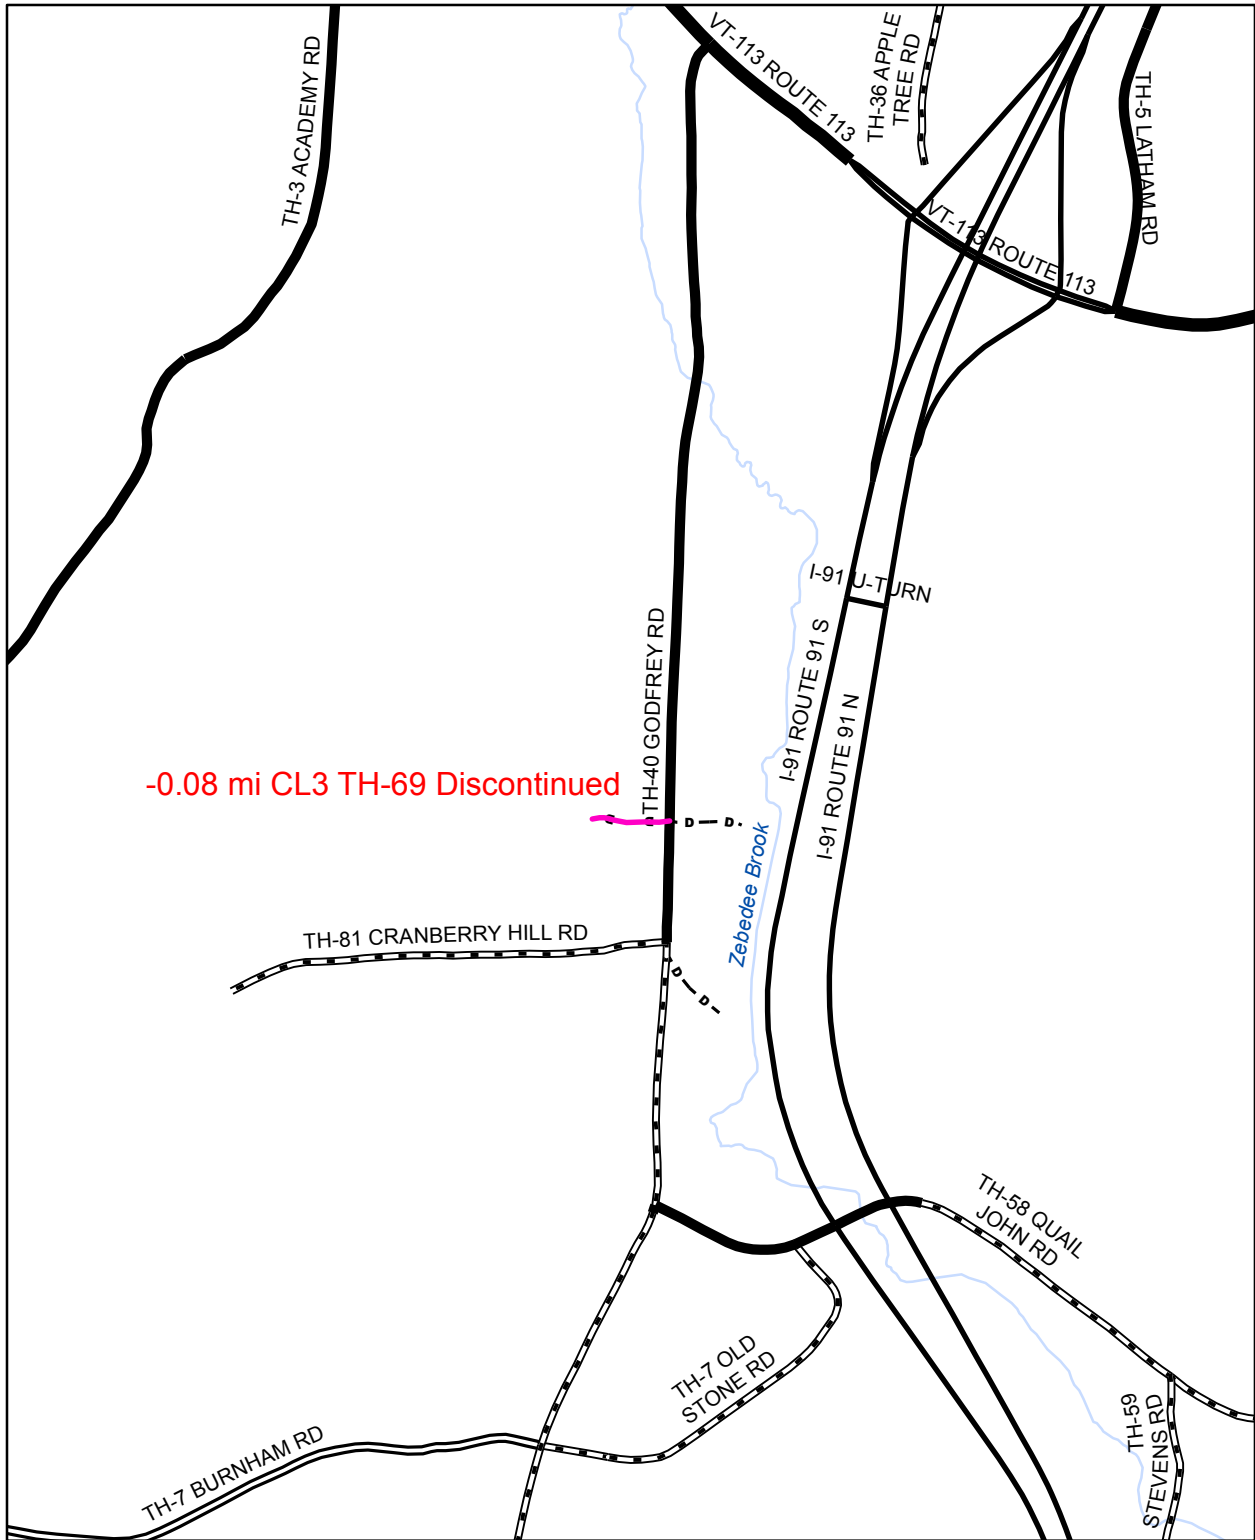 VT-113 ROUTE 113
TH-36 APPLE
TREE RD
TH-3 ACADEMY RD
TH-5 LATHAM RD
VT-113 ROUTE 113
I-91 U-TURN
TH-40 GODFREY RD
I-91 ROUTE 91 S
I-91 ROUTE 91 N
-0.08 mi CL3 TH-69 Discontinued
D D
Zebedee Brook
TH-81 CRANBERRY HILL RD
D
D
TH-58 QUAIL
JOHN RD
TH-7 OLD
STONE RD
TH-59
STEVENS RD
TH-7 BURNHAM RD